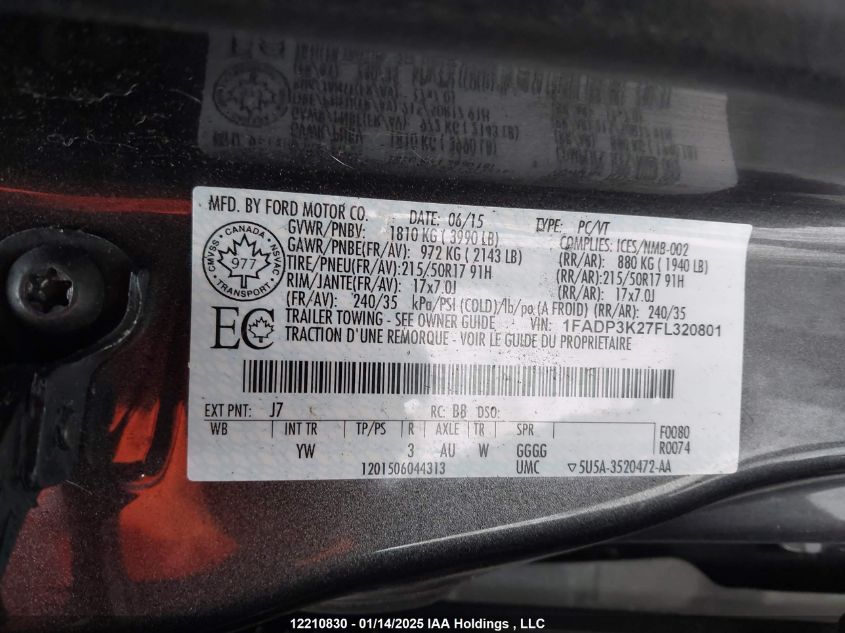 MFD. BY FORD MOTOR CO. DATE: 06/15 TYPE: PC/VT
GVWR/PNBV: 1810 KG ( 3990 LB) COMPLIES: ICES/NMB-002
GAWR/PNBE(FR/AV): 972 KG ( 2143 LB) (RR/AR): 880 KG ( 1940 LB)
TIRE/PNEU(FR/AV):215/50R17 91H (RR/AR):215/50R17 91H
RIM/JANTE(FR/AV): 17x7.0J (RR/AR): 17x7.0J
(FR/AV): 240/35 kPa/PSI (COLD)/lb/po,(A FROID) (RR/AR): 240/35
TRAILER TOWING - SEE OWNER GUIDE VIN: 1FADP3K27FL320801
TRACTION D'UNE REMORQUE - VOIR LE GUIDE DU PROPRIETAIRE
CMVSS CANADA NSVAC
977
TRANSPORT
EC
EXT PNT: J7 RC: B8 DSO:
WB INT TR TP/PS R AXLE TR SPR F0080
YW 3 AU W GGGG R0074
1201506044313 UMC ▽5U5A-3520472-AA
12210830 - 01/14/2025 IAA Holdings , LLC